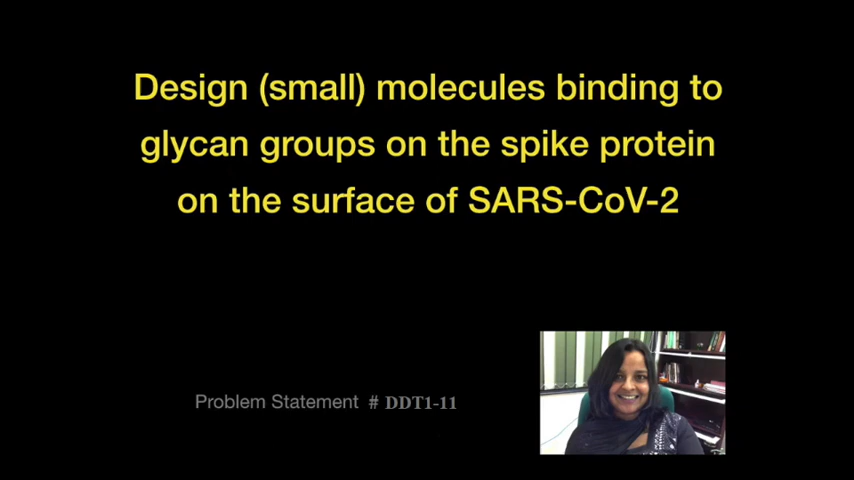 Design (small) molecules binding to
glycan groups on the spike protein
on the surface of SARS-CoV-2
Problem Statement # DDT1-11